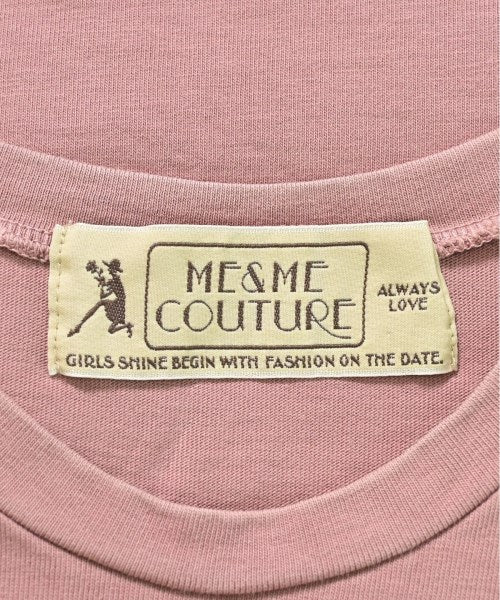 ME&ME
COUTURE
ALWAYS
LOVE
GIRLS SHINE BEGIN WITH FASHION ON THE DATE.